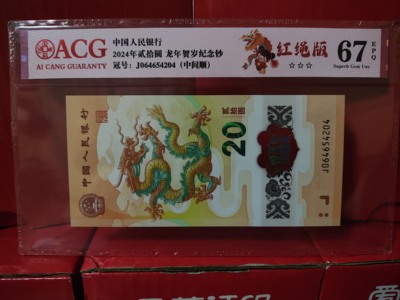 ACG
AI CANG GUARANTY
中国人民银行
2024年贰拾圆 龙年贺岁纪念钞
冠号：J064654204（中间顺）
红绳版
☆☆☆
67 EPQ
Superb Gem Unc
中国人民银行
贰拾圆
20
J064654204